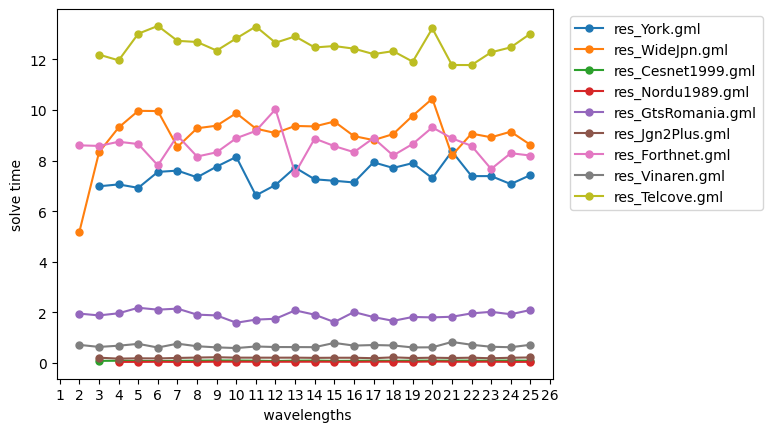 solve time
12
10
8
6
4
2
0
1 2 3 4 5 6 7 8 9 10 11 12 13 14 15 16 17 18 19 20 21 22 23 24 25 26
wavelengths
res_York.gml
res_WideJpn.gml
res_Cesnet1999.gml
res_Nordu1989.gml
res_GtsRomania.gml
res_Jgn2Plus.gml
res_Forthnet.gml
res_Vinaren.gml
res_Telcove.gml